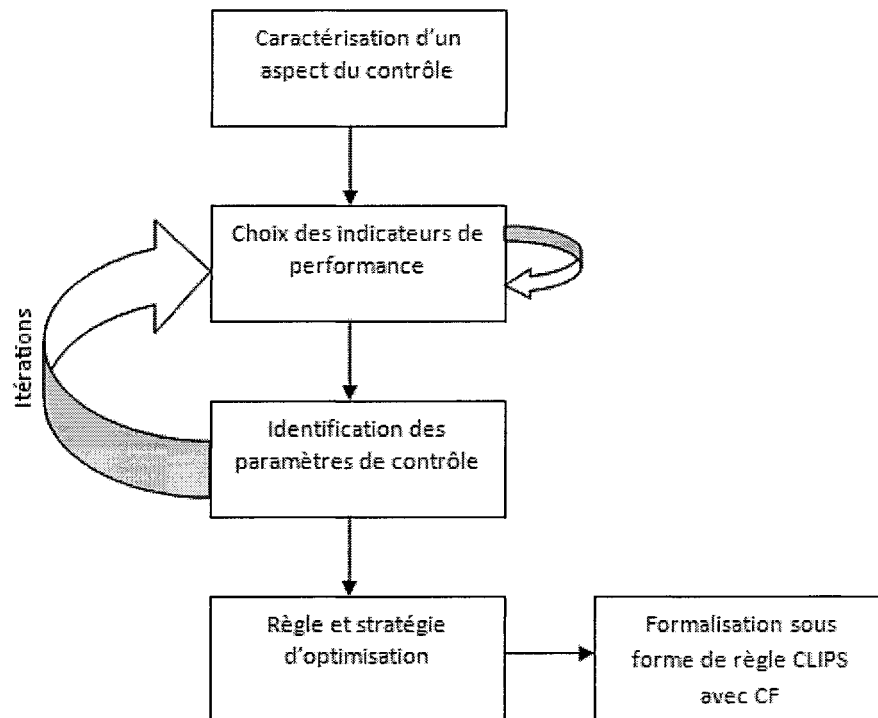 Caractérisation d'un
aspect du contrôle
Choix des indicateurs de
performance
Itérations
Identification des
paramètres de contrôle
Règle et stratégie
d'optimisation
Formalisation sous
forme de règle CLIPS
avec CF